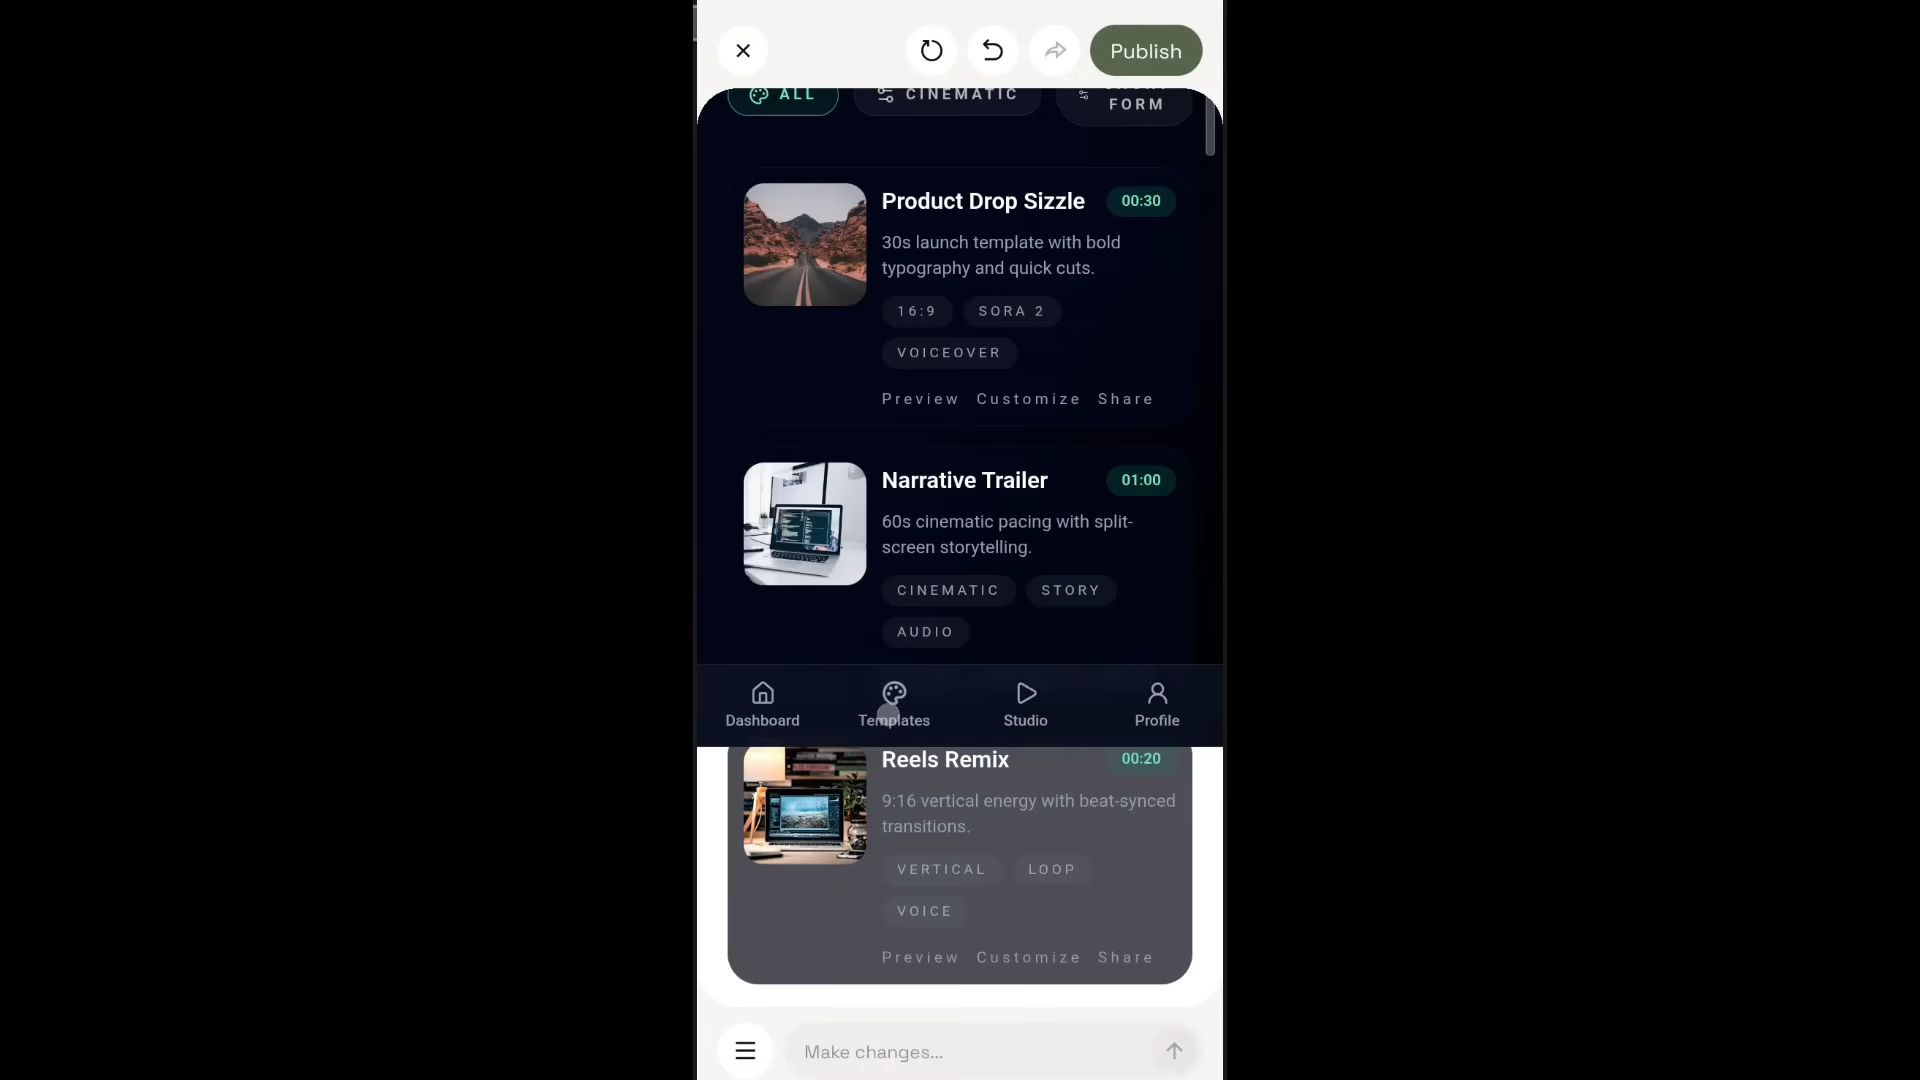 Publish
ALL
CINEMATIC
FORM
Product Drop Sizzle
00:30
30s launch template with bold
typography and quick cuts.
16:9
SORA 2
VOICEOVER
Preview Customize Share
Narrative Trailer
01:00
60s cinematic pacing with split-
screen storytelling.
CINEMATIC
STORY
AUDIO
Dashboard
Templates
Studio
Profile
Reels Remix
00:20
9:16 vertical energy with beat-synced
transitions.
VERTICAL
LOOP
VOICE
Preview Customize Share
Make changes...